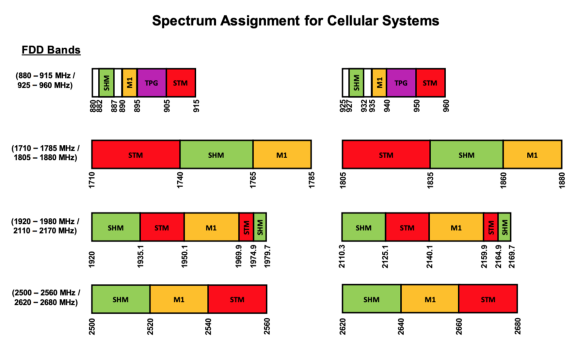 Spectrum Assignment for Cellular Systems
FDD Bands
(880 – 915 MHz /
925 – 960 MHz)
SHM M1 TPG STM
880 882 887 890 895 905 915
SHM M1 TPG STM
925 927 932 935 940 950 960
(1710 – 1785 MHz /
1805 – 1880 MHz)
STM SHM M1
1710 1740 1765 1785
STM SHM M1
1805 1835 1860 1880
(1920 – 1980 MHz /
2110 – 2170 MHz)
SHM STM M1 STM SHM
1920 1935.1 1950.1 1969.9 1974.9 1979.7
SHM STM M1 STM SHM
2110.3 2125.1 2140.1 2159.9 2164.9 2169.7
(2500 – 2560 MHz /
2620 – 2680 MHz)
SHM M1 STM
2500 2520 2540 2560
SHM M1 STM
2620 2640 2660 2680